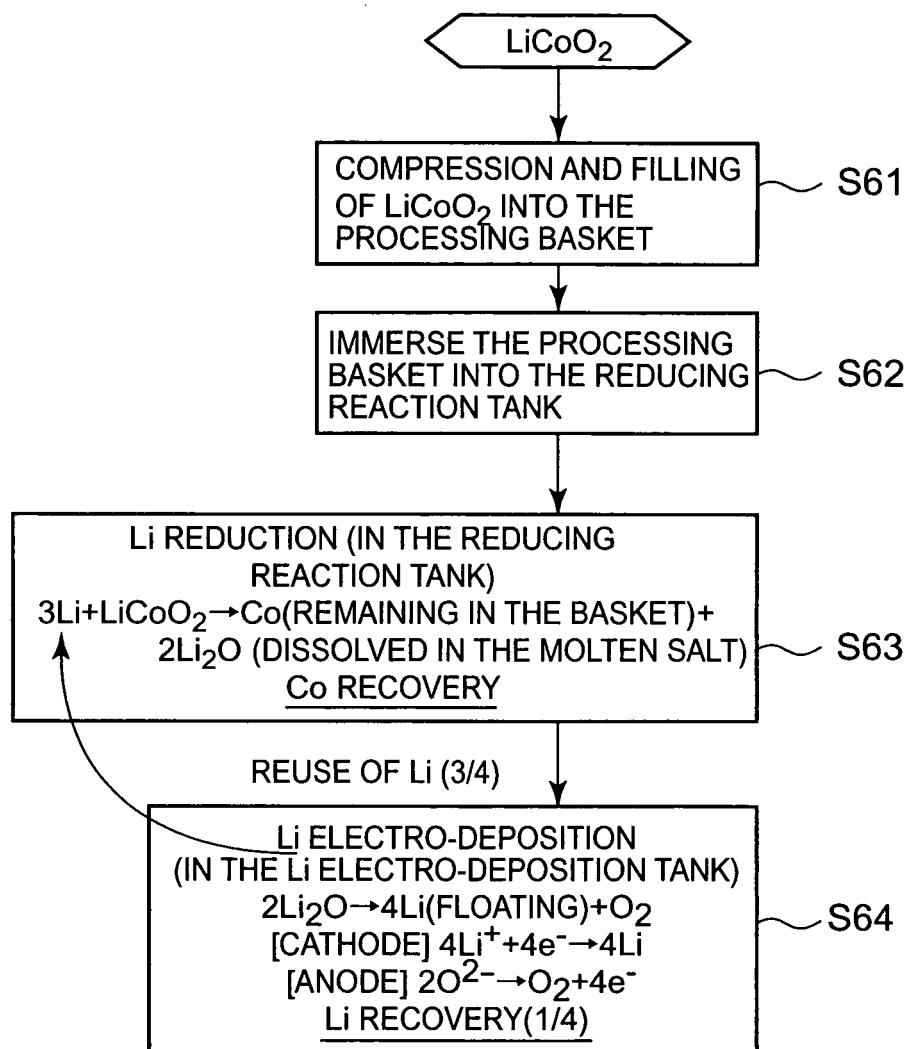 LiCoO₂
COMPRESSION AND FILLING
OF LiCoO₂ INTO THE
PROCESSING BASKET
S61
IMMERSE THE PROCESSING
BASKET INTO THE REDUCING
REACTION TANK
S62
Li REDUCTION (IN THE REDUCING
REACTION TANK)
3Li+LiCoO₂→Co(REMAINING IN THE BASKET)+
2Li₂O (DISSOLVED IN THE MOLTEN SALT)
Co RECOVERY
S63
REUSE OF Li (3/4)
Li ELECTRO-DEPOSITION
(IN THE Li ELECTRO-DEPOSITION TANK)
2Li₂O→4Li(FLOATING)+O₂
[CATHODE] 4Li⁺+4e⁻→4Li
[ANODE] 2O²⁻→O₂+4e⁻
Li RECOVERY(1/4)
S64